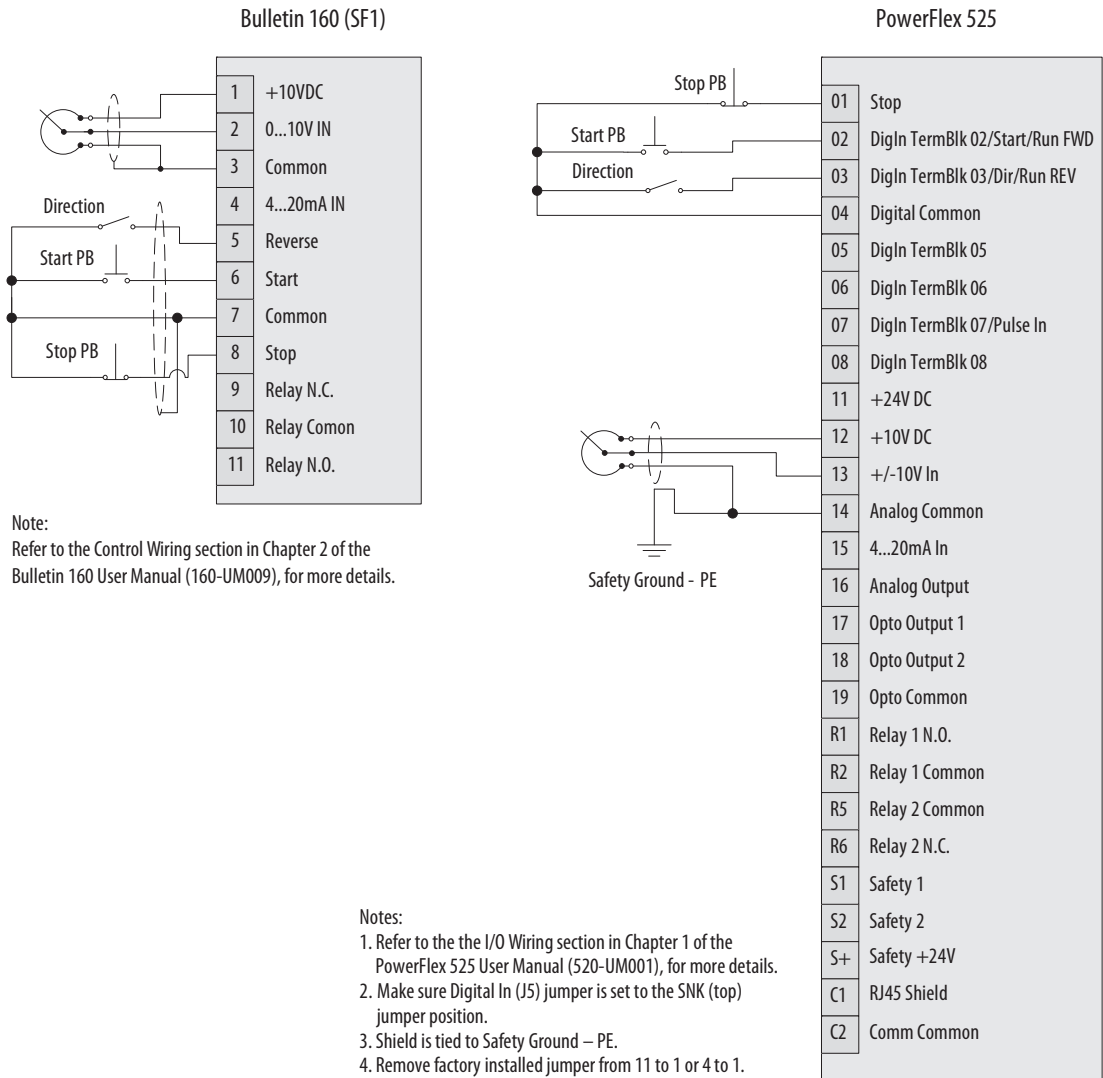 Bulletin 160 (SF1)
1 +10VDC
2 0...10V IN
3 Common
4 4...20mA IN
Direction
5 Reverse
Start PB
6 Start
7 Common
Stop PB
8 Stop
9 Relay N.C.
10 Relay Comon
11 Relay N.O.
Note:
Refer to the Control Wiring section in Chapter 2 of the
Bulletin 160 User Manual (160-UM009), for more details.
PowerFlex 525
Stop PB
01 Stop
Start PB
02 DigIn TermBlk 02/Start/Run FWD
Direction
03 DigIn TermBlk 03/Dir/Run REV
04 Digital Common
05 DigIn TermBlk 05
06 DigIn TermBlk 06
07 DigIn TermBlk 07/Pulse In
08 DigIn TermBlk 08
11 +24V DC
12 +10V DC
13 +/-10V In
14 Analog Common
15 4...20mA In
Safety Ground - PE
16 Analog Output
17 Opto Output 1
18 Opto Output 2
19 Opto Common
R1 Relay 1 N.O.
R2 Relay 1 Common
R5 Relay 2 Common
R6 Relay 2 N.C.
S1 Safety 1
S2 Safety 2
S+ Safety +24V
C1 RJ45 Shield
C2 Comm Common
Notes:
1. Refer to the the I/O Wiring section in Chapter 1 of the
PowerFlex 525 User Manual (520-UM001), for more details.
2. Make sure Digital In (J5) jumper is set to the SNK (top)
jumper position.
3. Shield is tied to Safety Ground – PE.
4. Remove factory installed jumper from 11 to 1 or 4 to 1.